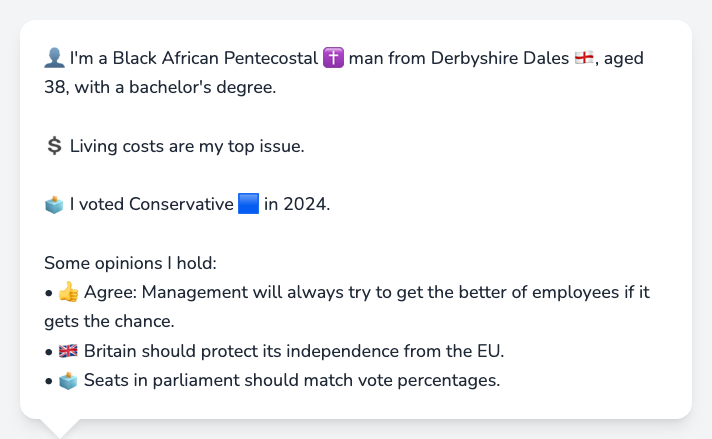 👤 I'm a Black African Pentecostal ✝️ man from Derbyshire Dales 🏴󠁧󠁢󠁥󠁮󠁧󠁿, aged
38, with a bachelor's degree.
💲 Living costs are my top issue.
🗳️ I voted Conservative 🟦 in 2024.
Some opinions I hold:
• 👍 Agree: Management will always try to get the better of employees if it
gets the chance.
• 🇬🇧 Britain should protect its independence from the EU.
• 🗳️ Seats in parliament should match vote percentages.